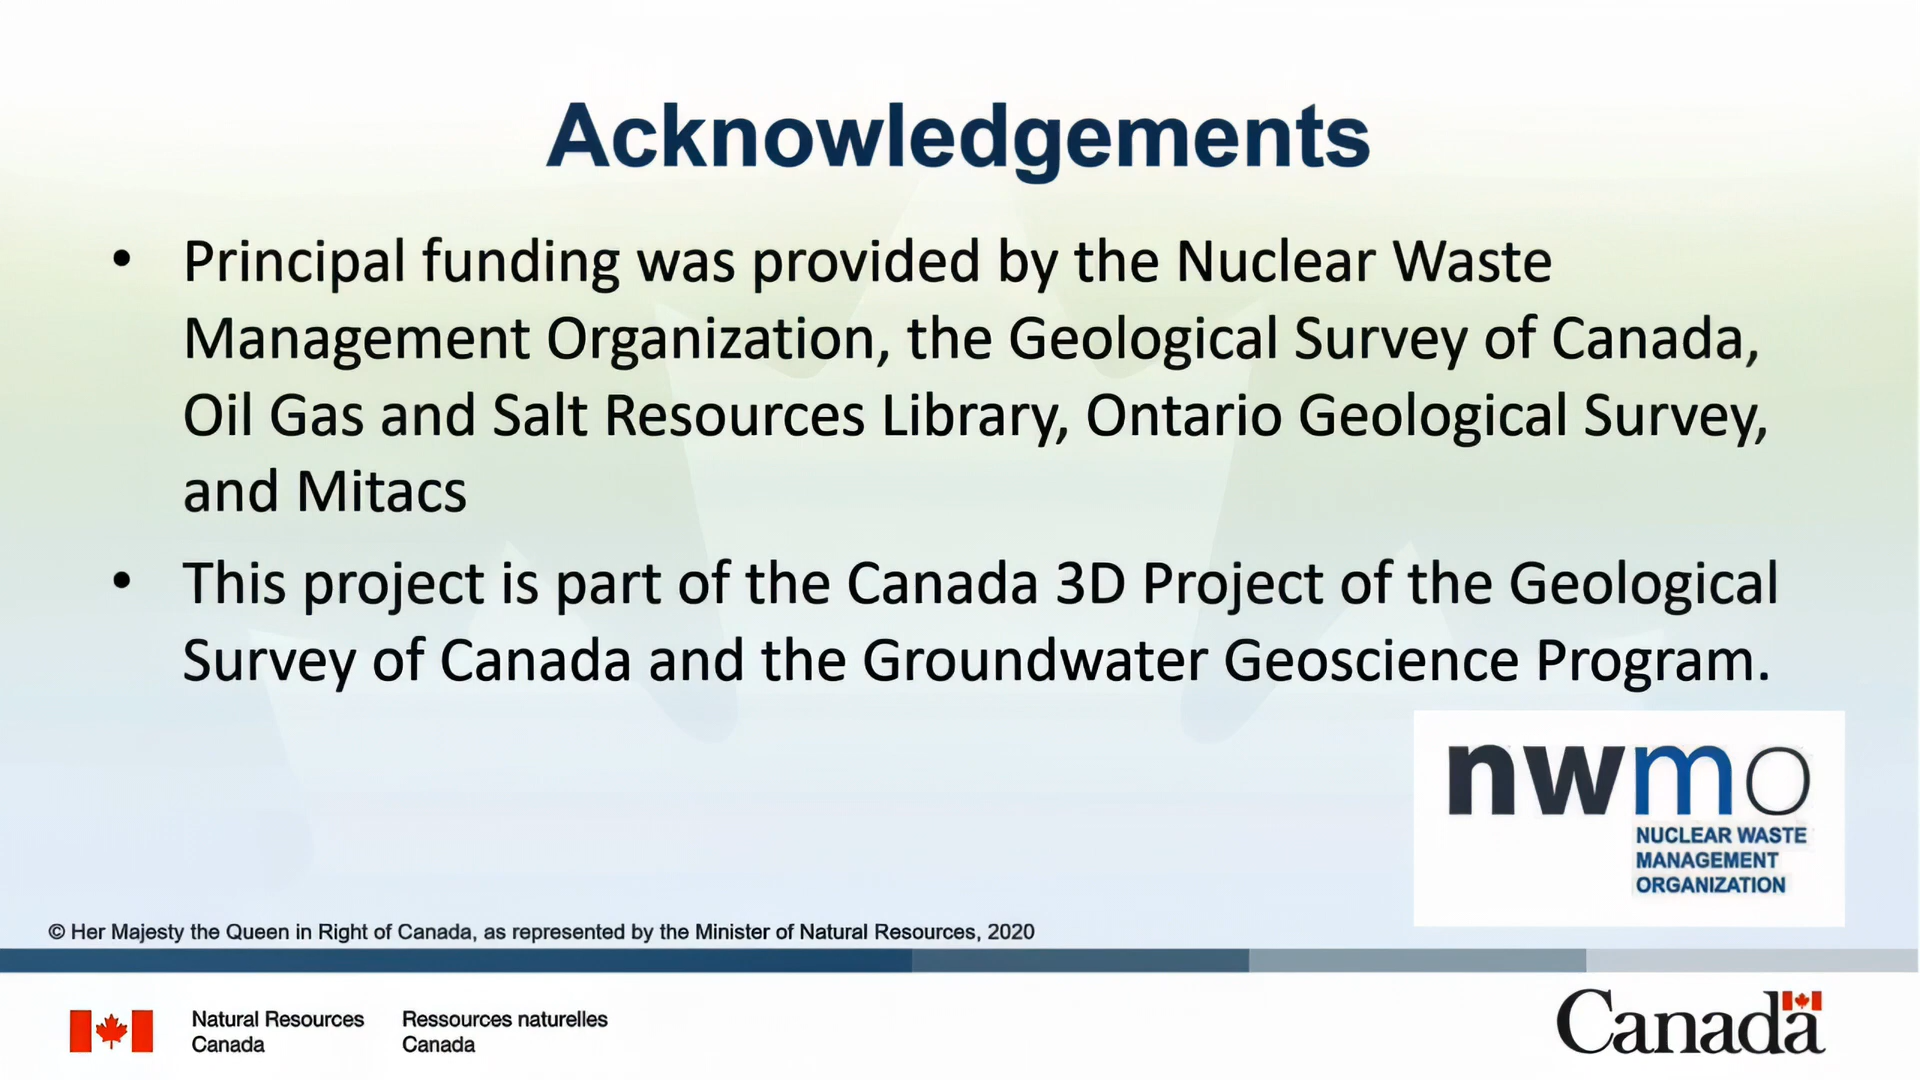 Acknowledgements
• Principal funding was provided by the Nuclear Waste
Management Organization, the Geological Survey of Canada,
Oil Gas and Salt Resources Library, Ontario Geological Survey,
and Mitacs
• This project is part of the Canada 3D Project of the Geological
Survey of Canada and the Groundwater Geoscience Program.
nwmo
NUCLEAR WASTE
MANAGEMENT
ORGANIZATION
© Her Majesty the Queen in Right of Canada, as represented by the Minister of Natural Resources, 2020
Natural Resources
Canada
Ressources naturelles
Canada
Canada